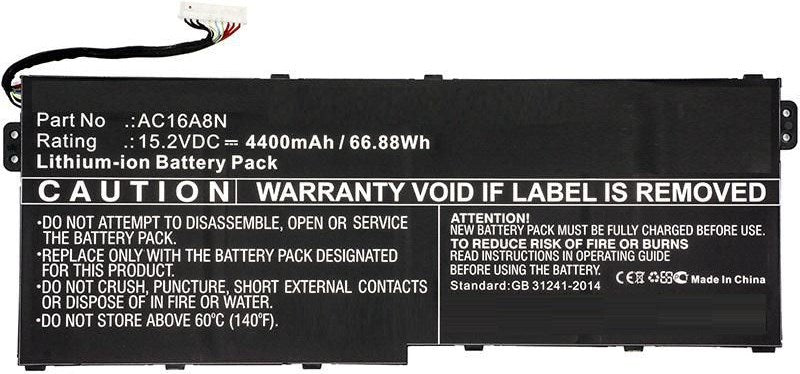 Part No .: AC16A8N
Rating .: 15.2VDC ⎓ 4400mAh / 66.88Wh
Lithium-ion Battery Pack
CAUTION
WARRANTY VOID IF LABEL IS REMOVED
•DO NOT ATTEMPT TO DISASSEMBLE, OPEN OR SERVICE
THE BATTERY PACK.
•REPLACE ONLY WITH THE BATTERY PACK DESIGNATED
FOR THIS PRODUCT.
•DO NOT CRUSH, PUNCTURE, SHORT EXTERNAL CONTACTS
OR DISPOSE OF IN FIRE OR WATER.
•DO NOT STORE ABOVE 60℃ (140℉).
ATTENTION!
NEW BATTERY PACK MUST BE FULLY CHARGED BEFORE USE.
TO REDUCE RISK OF FIRE OR BURNS
READ INSTRUCTIONS IN OPERATING GUIDE
BEFORE USING THE BATTERY.
Standard: GB 31241-2014
CE Made In China